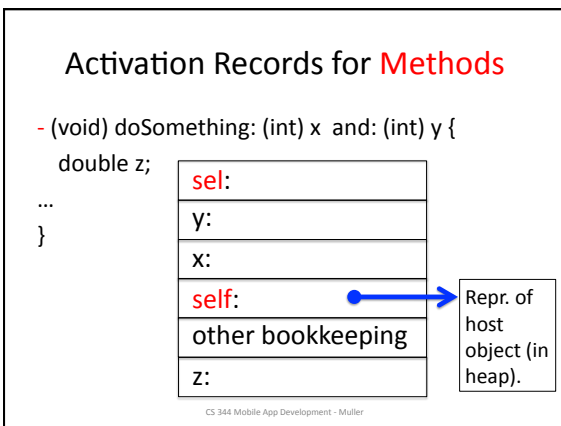 Activation Records for Methods
- (void) doSomething: (int) x and: (int) y {
double z;
...
}
sel:
y:
x:
self:
other bookkeeping
z:
Repr. of
host
object (in
heap).
CS 344 Mobile App Development - Muller